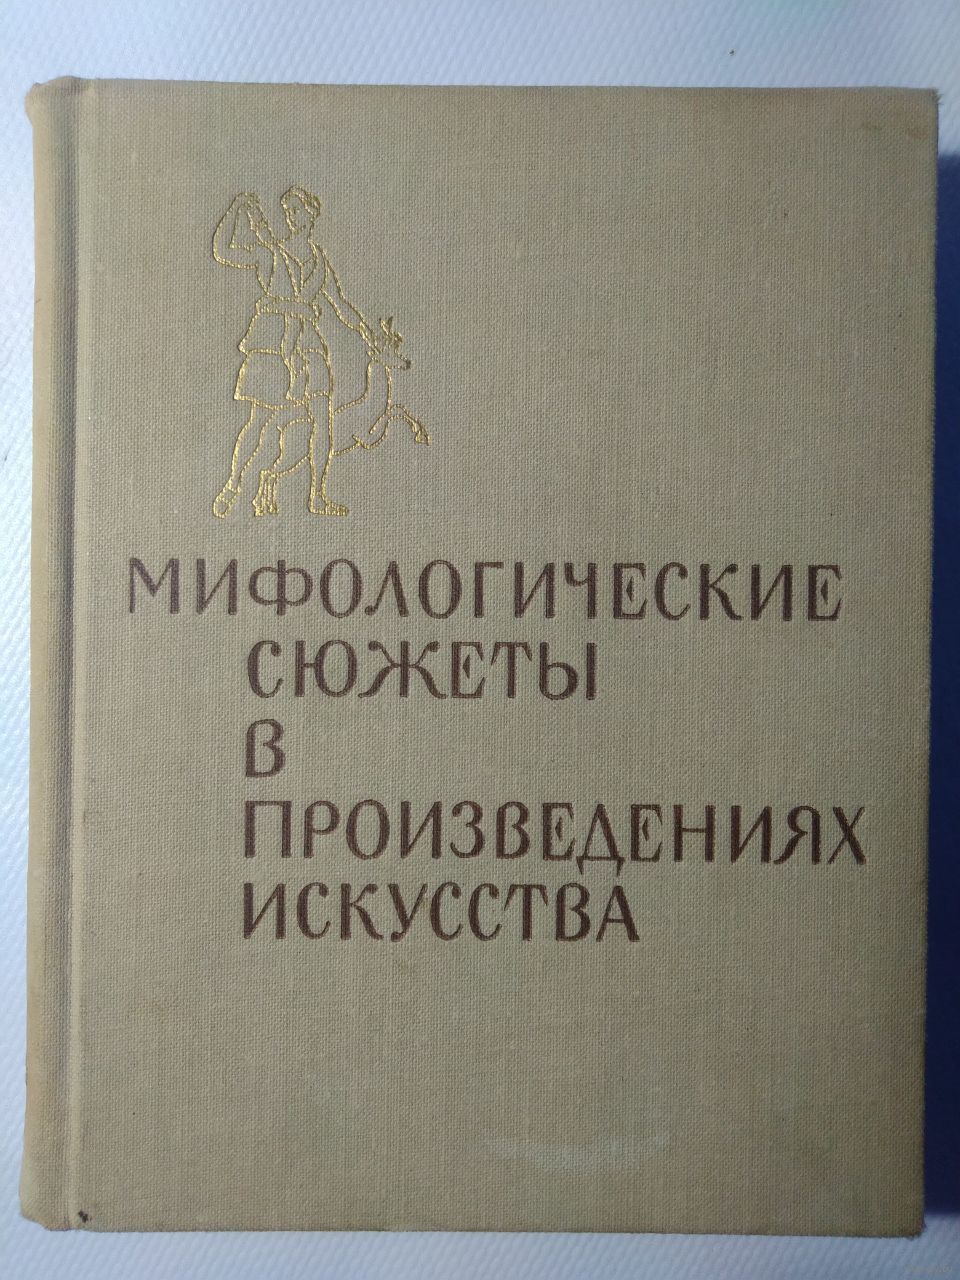 МИФОЛОГИЧЕСКИЕ
СЮЖЕТЫ
В
ПРОИЗВЕДЕНИЯХ
ИСКУССТВА